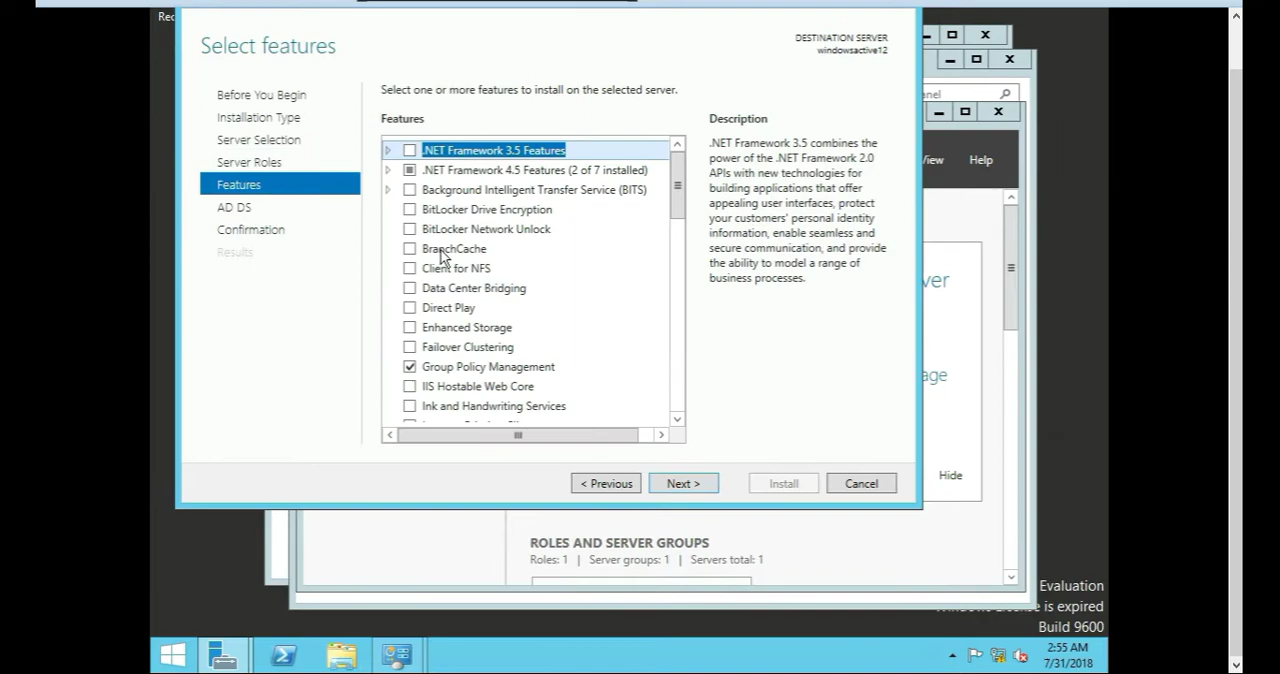 Rec
Select features
DESTINATION SERVER
windowsactive12
Before You Begin
Installation Type
Server Selection
Server Roles
Features
AD DS
Confirmation
Results
Select one or more features to install on the selected server.
Features
.NET Framework 3.5 Features
.NET Framework 4.5 Features (2 of 7 installed)
Background Intelligent Transfer Service (BITS)
BitLocker Drive Encryption
BitLocker Network Unlock
BranchCache
Client for NFS
Data Center Bridging
Direct Play
Enhanced Storage
Failover Clustering
Group Policy Management
IIS Hostable Web Core
Ink and Handwriting Services
Description
.NET Framework 3.5 combines the
power of the .NET Framework 2.0
APIs with new technologies for
building applications that offer
appealing user interfaces, protect
your customers' personal identity
information, enable seamless and
secure communication, and provide
the ability to model a range of
business processes.
< Previous
Next >
Install
Cancel
anel
View
Help
ver
age
Hide
ROLES AND SERVER GROUPS
Roles: 1 | Server groups: 1 | Servers total: 1
Evaluation
is expired
Build 9600
2:55 AM
7/31/2018